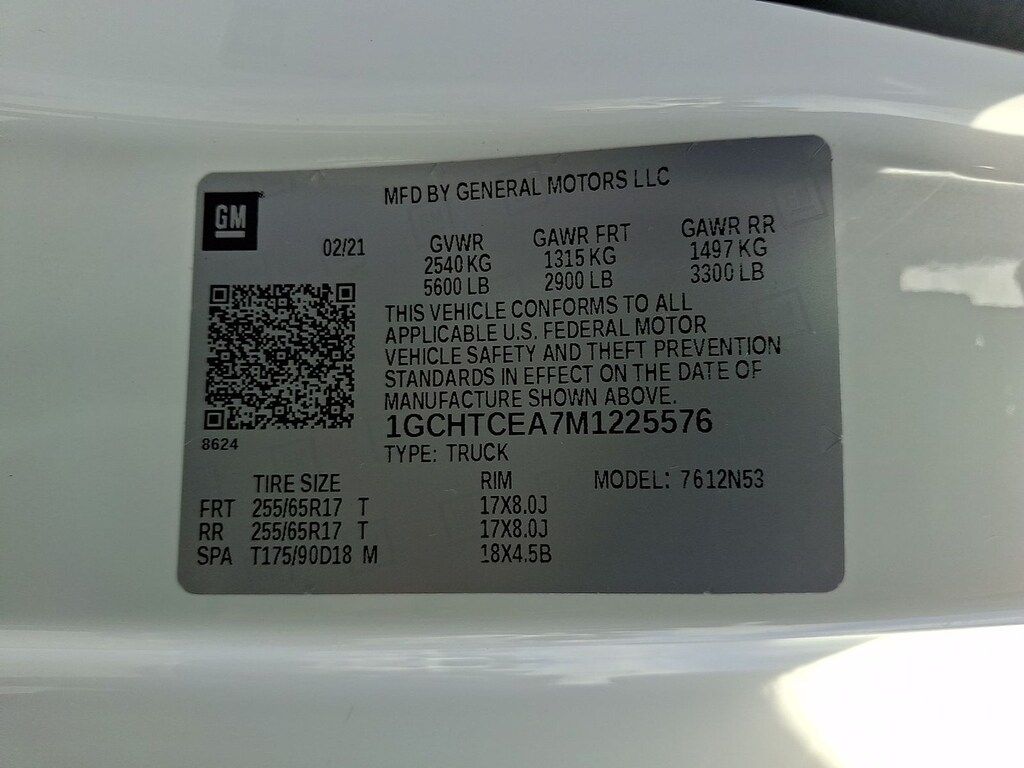 MFD BY GENERAL MOTORS LLC
GM
02/21 GVWR GAWR FRT GAWR RR
2540 KG 1315 KG 1497 KG
5600 LB 2900 LB 3300 LB
THIS VEHICLE CONFORMS TO ALL
APPLICABLE U.S. FEDERAL MOTOR
VEHICLE SAFETY AND THEFT PREVENTION
STANDARDS IN EFFECT ON THE DATE OF
MANUFACTURE SHOWN ABOVE.
1GCHTCEA7M1225576
8624
TYPE: TRUCK
TIRE SIZE RIM MODEL: 7612N53
FRT 255/65R17 T 17X8.0J
RR 255/65R17 T 17X8.0J
SPA T175/90D18 M 18X4.5B